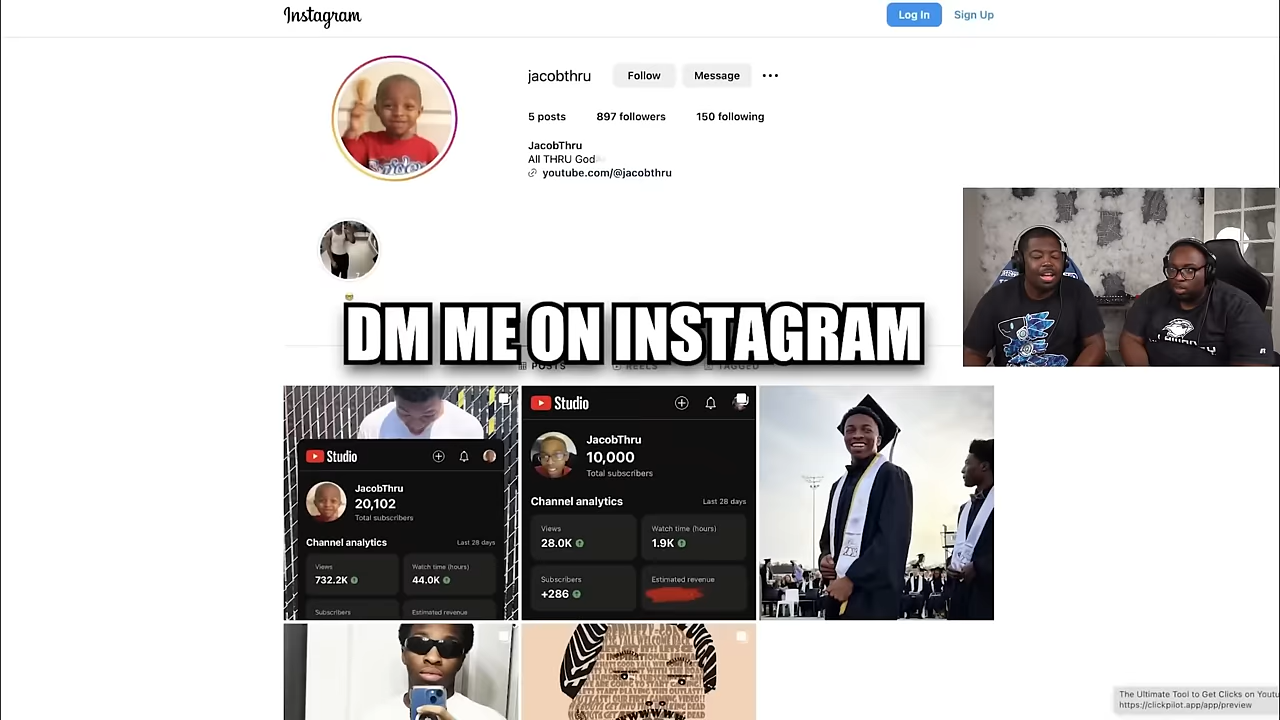 Instagram
Log In
Sign Up
jacobthru
Follow
Message
5 posts
897 followers
150 following
JacobThru
All THRU God
youtube.com/@jacobthru
DM ME ON INSTAGRAM
POSTS
REELS
TAGGED
Studio
JacobThru
20,102
Total subscribers
Channel analytics
Last 28 days
Views
732.2K
Watch time (hours)
44.0K
Subscribers
Estimated revenue
Studio
JacobThru
10,000
Total subscribers
Channel analytics
Last 28 days
Views
28.0K
Watch time (hours)
1.9K
Subscribers
+286
Estimated revenue
2023
The Ultimate Tool to Get Clicks on Youtu
https://clickpilot.app/app/preview